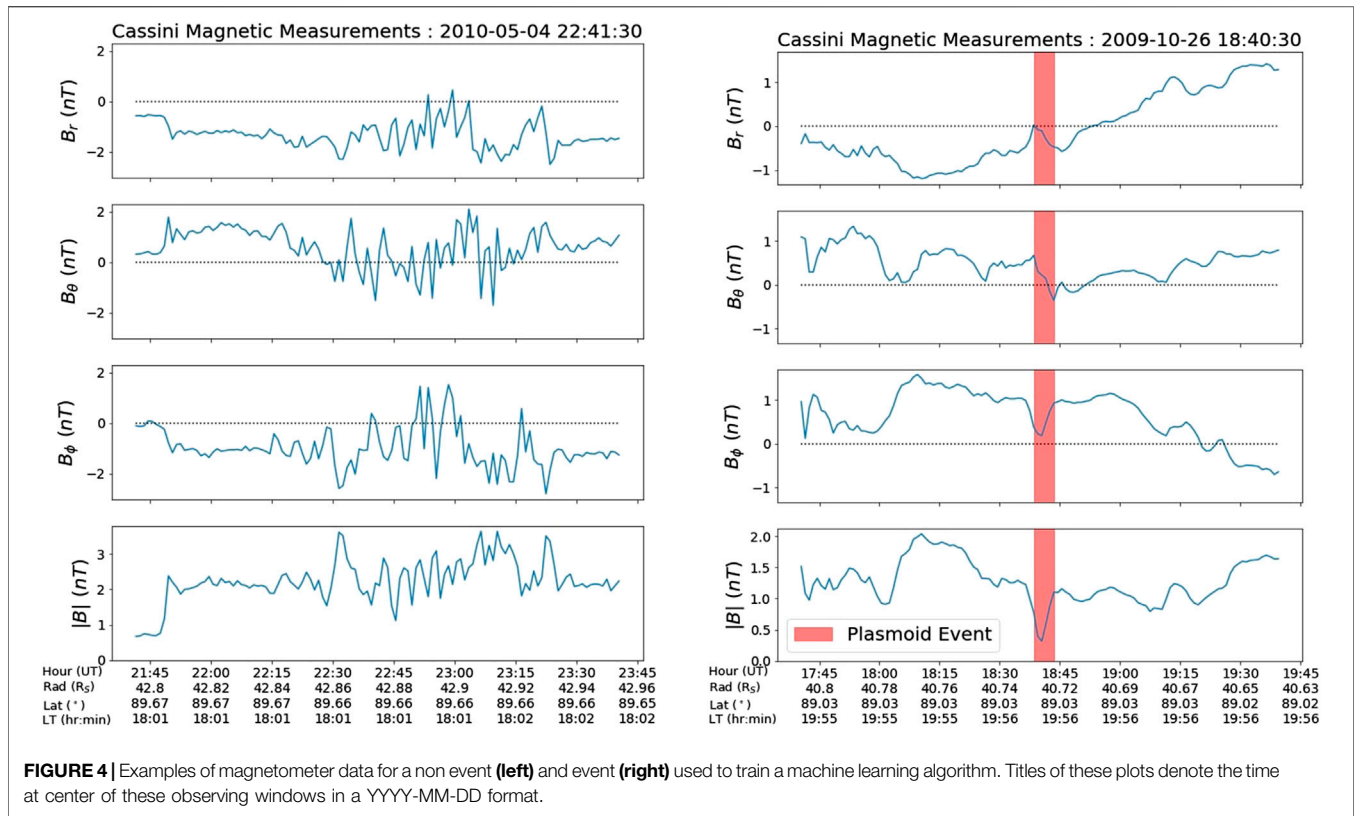 Cassini Magnetic Measurements : 2010-05-04 22:41:30
2
0
−2
B_r (nT)
2
0
−2
B_θ (nT)
2
0
−2
B_ϕ (nT)
3
2
1
0
|B| (nT)
Hour (UT) 21:45 22:00 22:15 22:30 22:45 23:00 23:15 23:30 23:45
Rad (R_S) 42.8 42.82 42.84 42.86 42.88 42.9 42.92 42.94 42.96
Lat (°) 89.67 89.67 89.67 89.66 89.66 89.66 89.66 89.66 89.65
LT (hr:min) 18:01 18:01 18:01 18:01 18:01 18:01 18:02 18:02 18:02
Cassini Magnetic Measurements : 2009-10-26 18:40:30
1
0
−1
B_r (nT)
1
0
−1
B_θ (nT)
1
0
−1
B_ϕ (nT)
2.0
1.5
1.0
0.5
0.0
|B| (nT)
Plasmoid Event
Hour (UT) 17:45 18:00 18:15 18:30 18:45 19:00 19:15 19:30 19:45
Rad (R_S) 40.8 40.78 40.76 40.74 40.72 40.69 40.67 40.65 40.63
Lat (°) 89.03 89.03 89.03 89.03 89.03 89.03 89.03 89.02 89.02
LT (hr:min) 19:55 19:55 19:55 19:56 19:56 19:56 19:56 19:56 19:56
FIGURE 4 | Examples of magnetometer data for a non event (left) and event (right) used to train a machine learning algorithm. Titles of these plots denote the time
at center of these observing windows in a YYYY-MM-DD format.